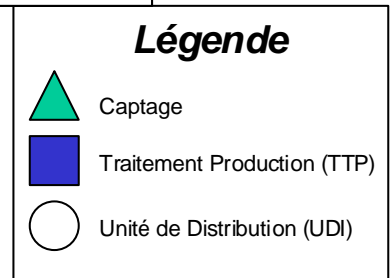 Légende
Captage
Traitement Production (TTP)
Unité de Distribution (UDI)